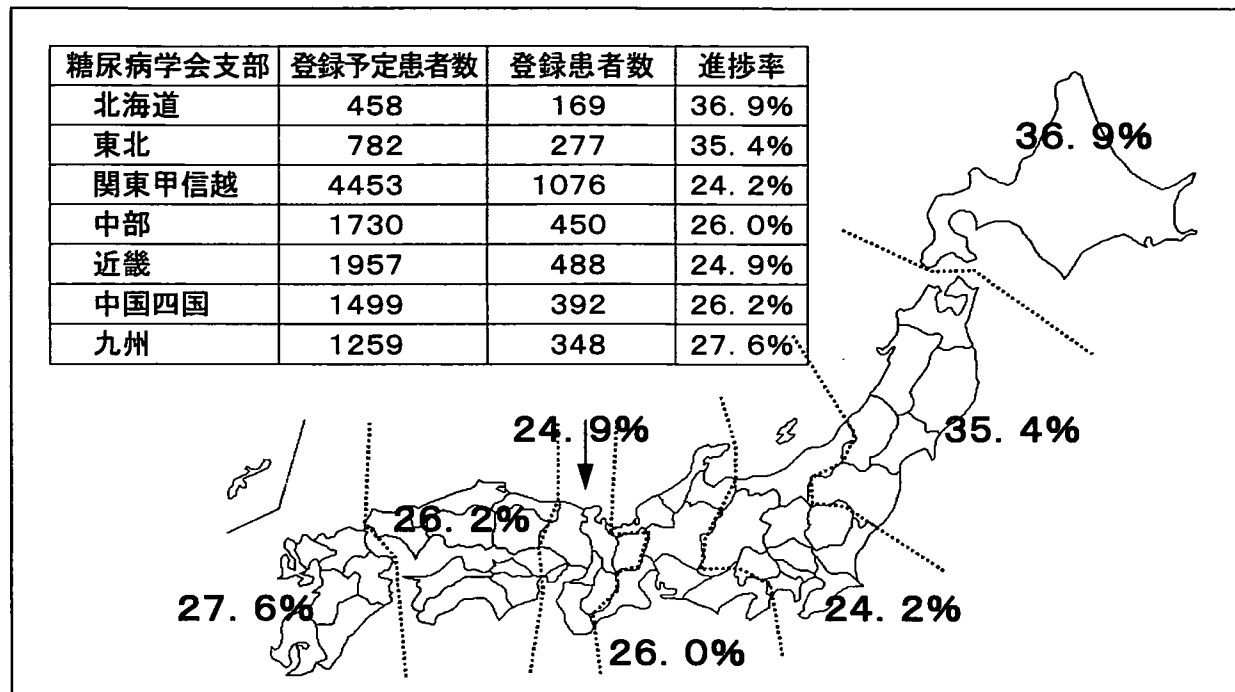 糖尿病学会支部 登録予定患者数 登録患者数 進捗率
北海道 458 169 36.9%
東北 782 277 35.4%
関東甲信越 4453 1076 24.2%
中部 1730 450 26.0%
近畿 1957 488 24.9%
中国四国 1499 392 26.2%
九州 1259 348 27.6%
36.9%
35.4%
24.9%
26.2%
27.6%
24.2%
26.0%